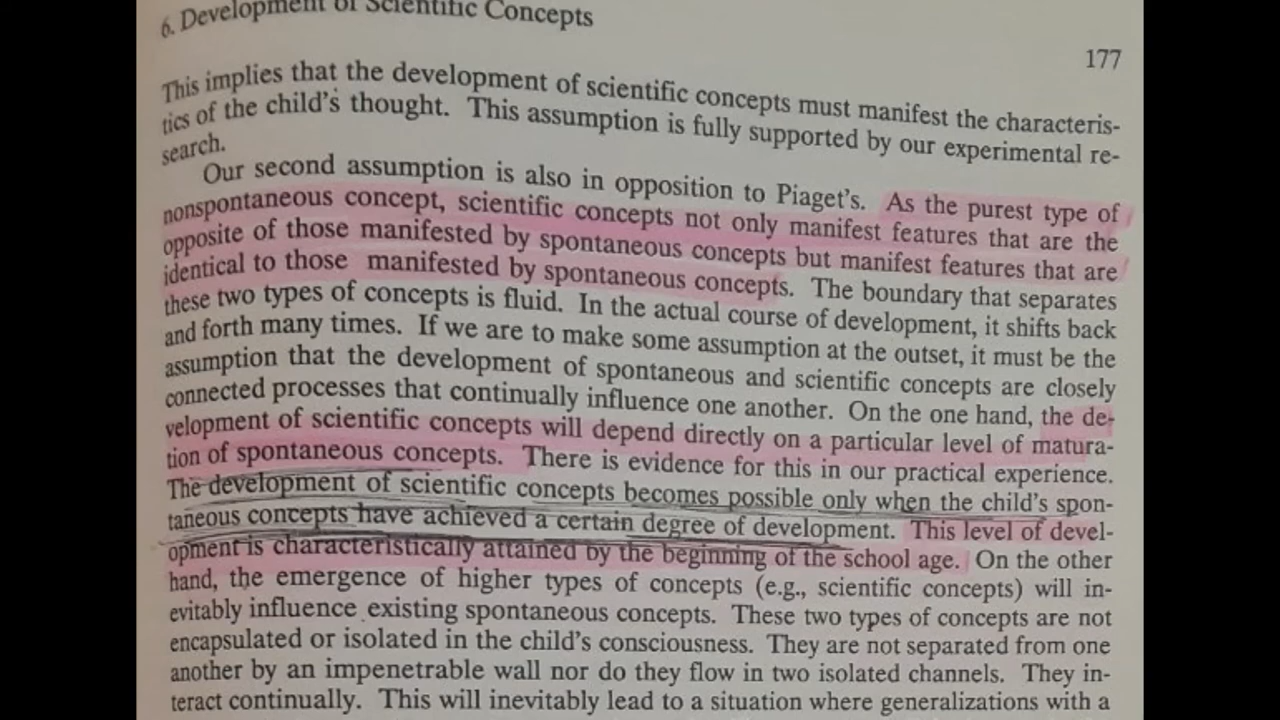 6. Development of Scientific Concepts
177
This implies that the development of scientific concepts must manifest the characteris-
tics of the child's thought. This assumption is fully supported by our experimental re-
search.
Our second assumption is also in opposition to Piaget's. As the purest type of
nonspontaneous concept, scientific concepts not only manifest features that are the
opposite of those manifested by spontaneous concepts but manifest features that are
identical to those manifested by spontaneous concepts. The boundary that separates
these two types of concepts is fluid. In the actual course of development, it shifts back
and forth many times. If we are to make some assumption at the outset, it must be the
assumption that the development of spontaneous and scientific concepts are closely
connected processes that continually influence one another. On the one hand, the de-
velopment of scientific concepts will depend directly on a particular level of matura-
tion of spontaneous concepts. There is evidence for this in our practical experience.
The development of scientific concepts becomes possible only when the child's spon-
taneous concepts have achieved a certain degree of development. This level of devel-
opment is characteristically attained by the beginning of the school age. On the other
hand, the emergence of higher types of concepts (e.g., scientific concepts) will in-
evitably influence existing spontaneous concepts. These two types of concepts are not
encapsulated or isolated in the child's consciousness. They are not separated from one
another by an impenetrable wall nor do they flow in two isolated channels. They in-
teract continually. This will inevitably lead to a situation where generalizations with a